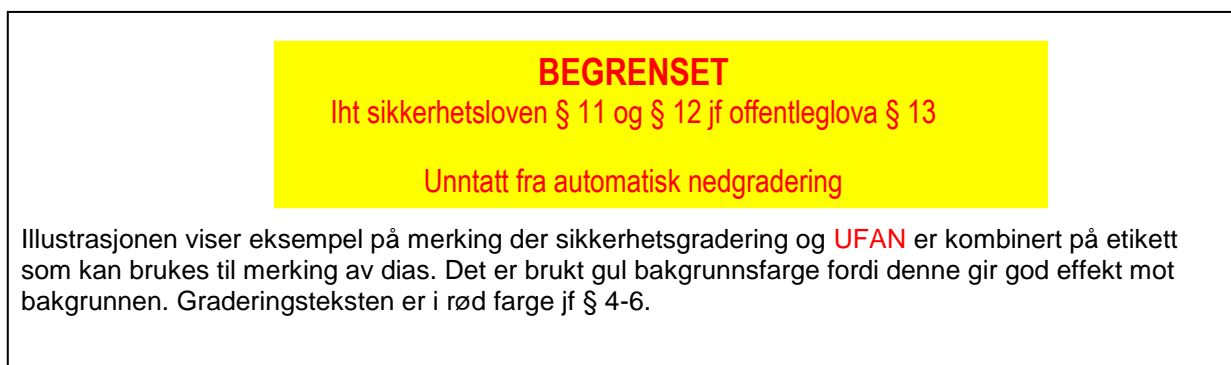 BEGRENSET
Iht sikkerhetsloven § 11 og § 12 jf offentleglova § 13
Unntatt fra automatisk nedgradering
Illustrasjonen viser eksempel på merking der sikkerhetsgradering og UFAN er kombinert på etikett
som kan brukes til merking av dias. Det er brukt gul bakgrunnsfarge fordi denne gir god effekt mot
bakgrunnen. Graderingsteksten er i rød farge jf § 4-6.